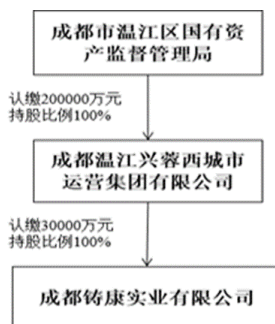 成都市温江区国有资
产监督管理局
认缴200000万元
持股比例100%
成都温江兴蓉西城市
运营集团有限公司
认缴30000万元
持股比例100%
成都铸康实业有限公司